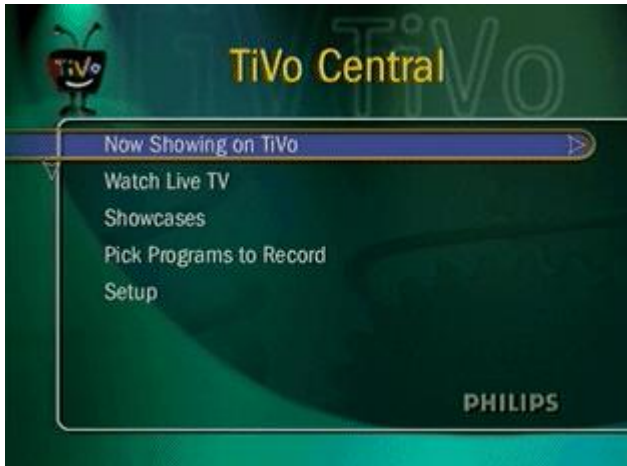 TiVo
TiVo Central
Now Showing on TiVo
Watch Live TV
Showcases
Pick Programs to Record
Setup
PHILIPS